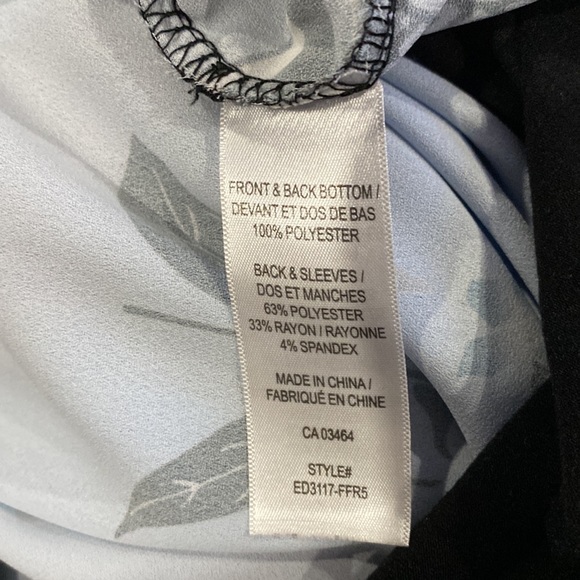 FRONT & BACK BOTTOM /
DEVANT ET DOS DE BAS
100% POLYESTER
BACK & SLEEVES /
DOS ET MANCHES
63% POLYESTER
33% RAYON / RAYONNE
4% SPANDEX
MADE IN CHINA /
FABRIQUÉ EN CHINE
CA 03464
STYLE#
ED3117-FFR5